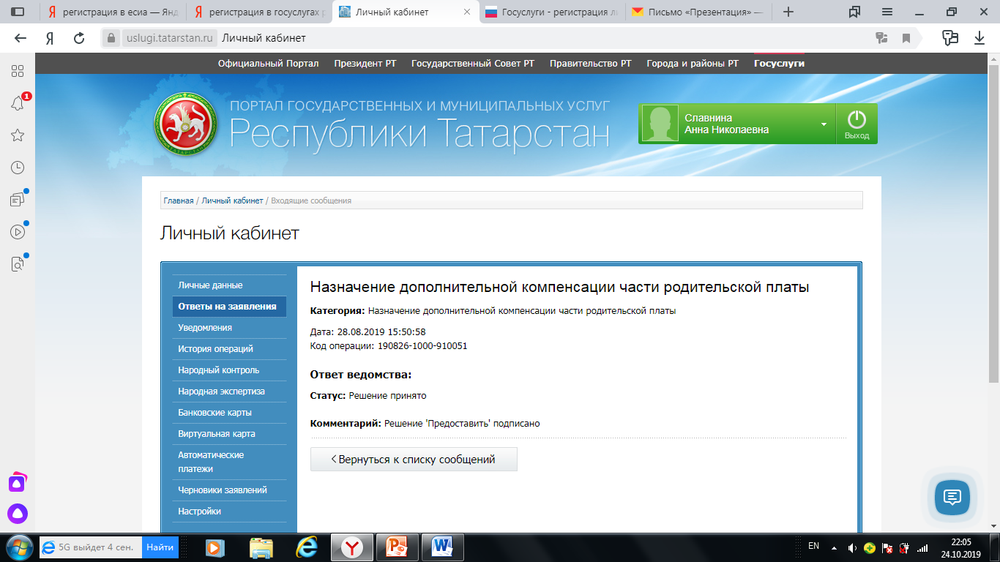 регистрация в есиа — Янд
регистрация в госуслугах р
Личный кабинет
Госуслуги - регистрация ли
Письмо «Презентация» —
uslugi.tatarstan.ru Личный кабинет
Официальный Портал Президент РТ Государственный Совет РТ Правительство РТ Города и районы РТ Госуслуги
1
ПОРТАЛ ГОСУДАРСТВЕННЫХ И МУНИЦИПАЛЬНЫХ УСЛУГ
Республики Татарстан
Славнина
Анна Николаевна
Выход
Главная / Личный кабинет / Входящие сообщения
Личный кабинет
Личные данные
Ответы на заявления
Уведомления
История операций
Народный контроль
Народная экспертиза
Банковские карты
Виртуальная карта
Автоматические
платежи
Черновики заявлений
Настройки
Назначение дополнительной компенсации части родительской платы
Категория: Назначение дополнительной компенсации части родительской платы
Дата: 28.08.2019 15:50:58
Код операции: 190826-1000-910051
Ответ ведомства:
Статус: Решение принято
Комментарий: Решение 'Предоставить' подписано
Вернуться к списку сообщений
5G выйдет 4 сен. Найти
EN
22:05
24.10.2019